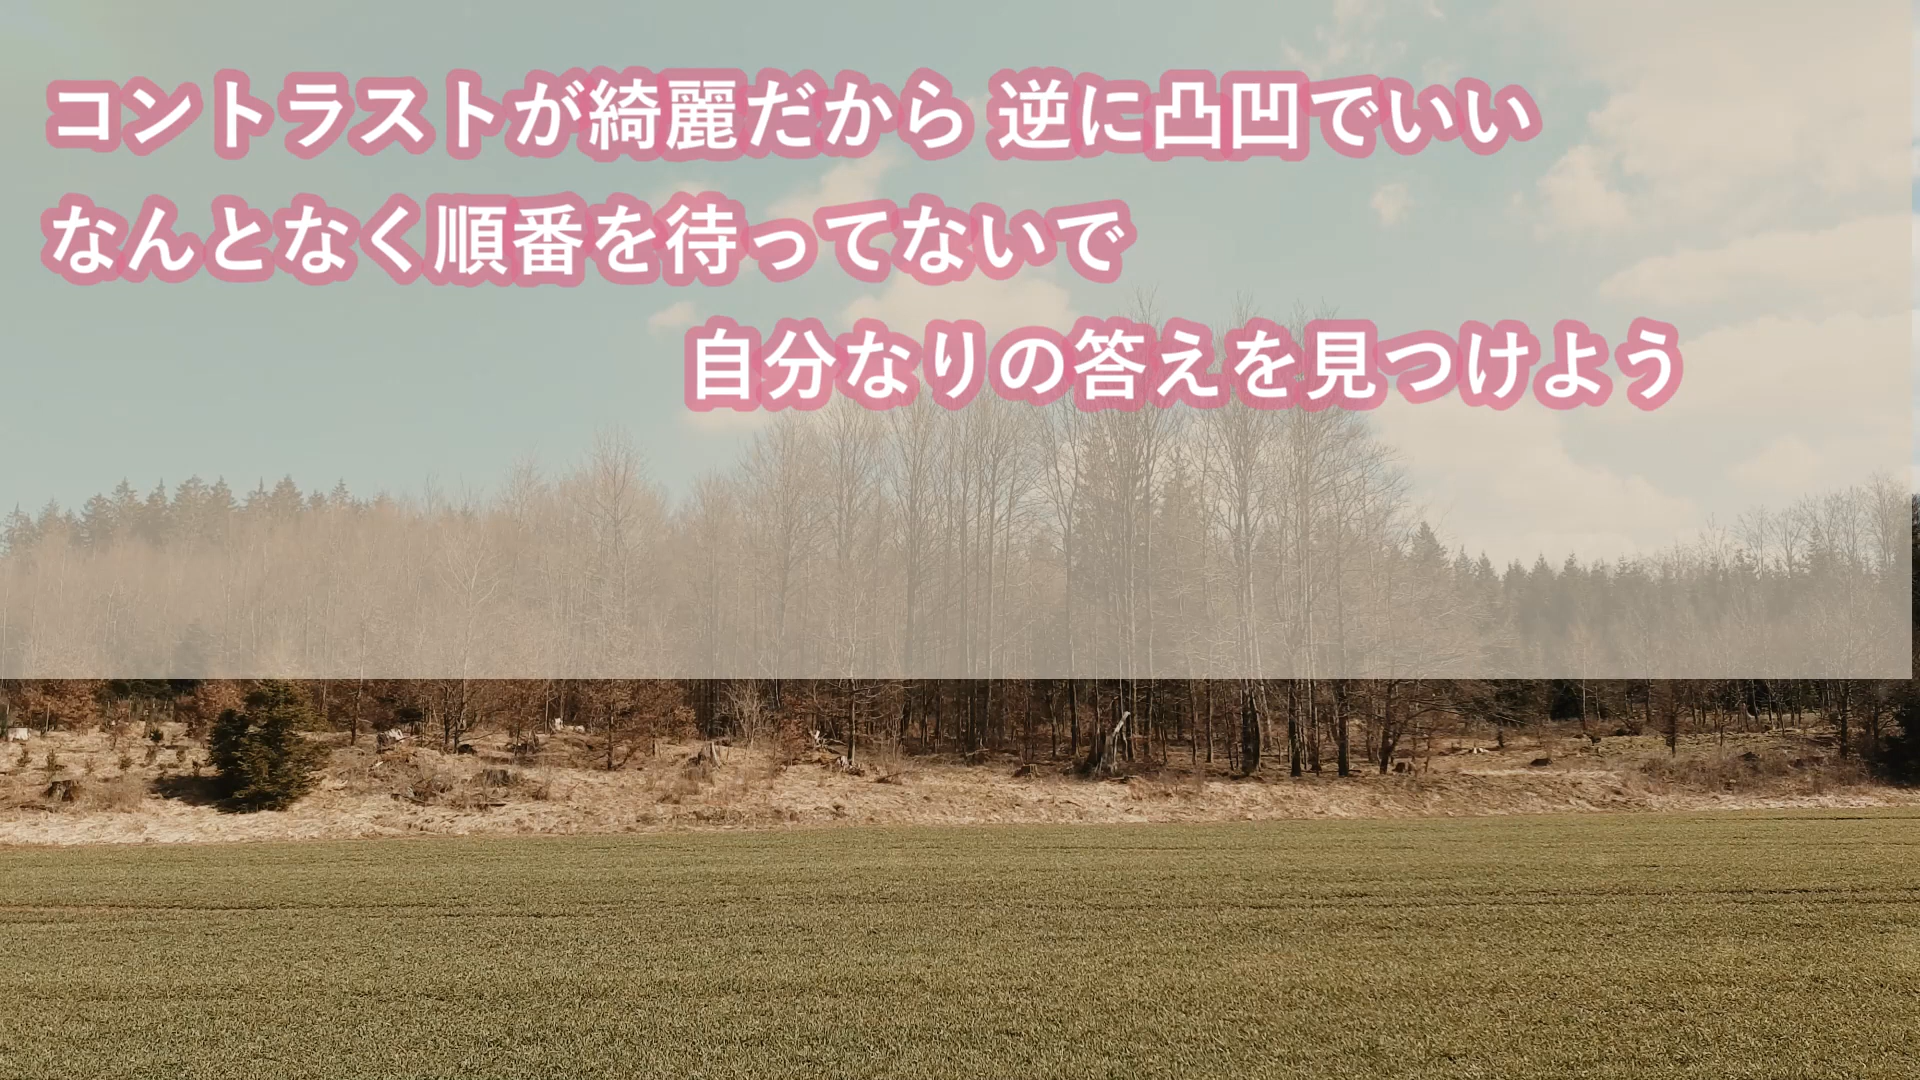 コントラストが綺麗だから 逆に凸凹でいい
なんとなく順番を待ってないで
自分なりの答えを見つけよう